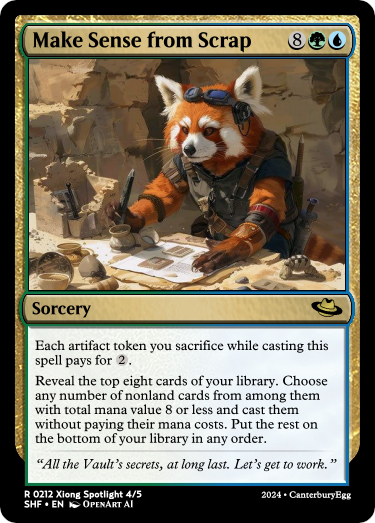 Make Sense from Scrap 8
Sorcery
Each artifact token you sacrifice while casting this
spell pays for 2.
Reveal the top eight cards of your library. Choose
any number of nonland cards from among them
with total mana value 8 or less and cast them
without paying their mana costs. Put the rest on
the bottom of your library in any order.
“All the Vault's secrets, at long last. Let's get to work.”
R 0212 Xiong Spotlight 4/5
SHF • EN OpenArt AI
2024 • CanterburyEgg